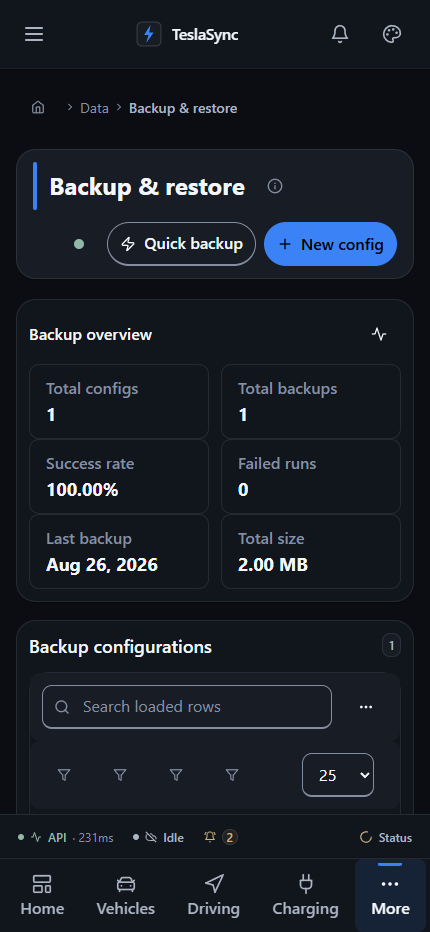 TeslaSync
Data
Backup & restore
Backup & restore
Quick backup
New config
Backup overview
Total configs
1
Total backups
1
Success rate
100.00%
Failed runs
0
Last backup
Aug 26, 2026
Total size
2.00 MB
Backup configurations
1
Search loaded rows
25
API · 231ms
Idle
2
Status
Home
Vehicles
Driving
Charging
More